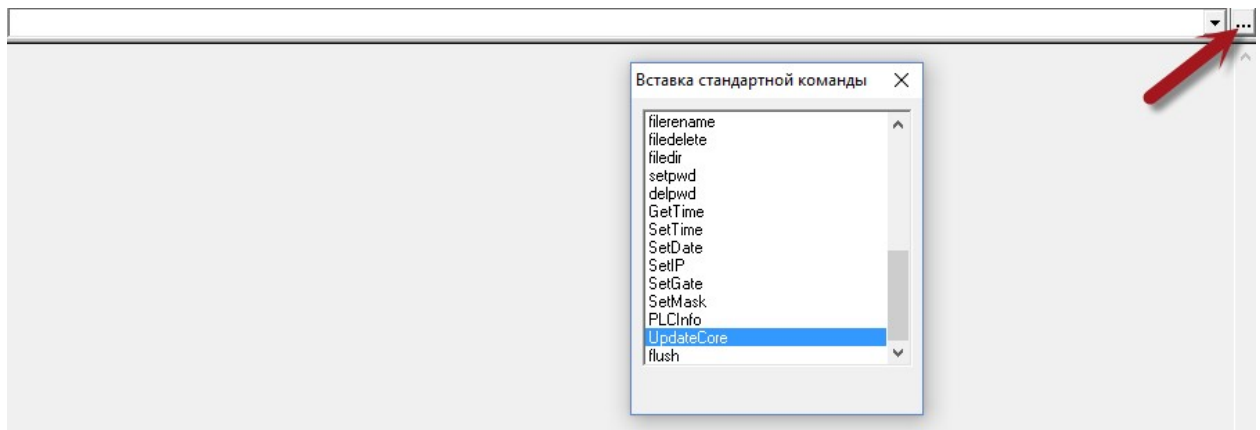 ...
Вставка стандартной команды
filerename
filedelete
filedir
setpwd
delpwd
GetTime
SetTime
SetDate
SetIP
SetGate
SetMask
PLCInfo
UpdateCore
flush